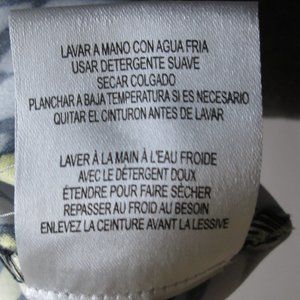 LAVAR A MANO CON AGUA FRIA
USAR DETERGENTE SUAVE
SECAR COLGADO
PLANCHAR A BAJA TEMPERATURA SI ES NECESARIO
QUITAR EL CINTURON ANTES DE LAVAR
LAVER À LA MAIN À L'EAU FROIDE
AVEC LE DÉTERGENT DOUX
ÉTENDRE POUR FAIRE SÉCHER
REPASSER AU FROID AU BESOIN
ENLEVEZ LA CEINTURE AVANT LA LESSIVE